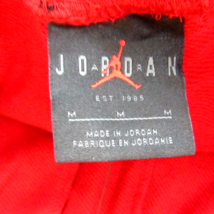 JORDAN
EST 1985
M M M
MADE IN JORDAN
FABRIQUE EN JORDANIE